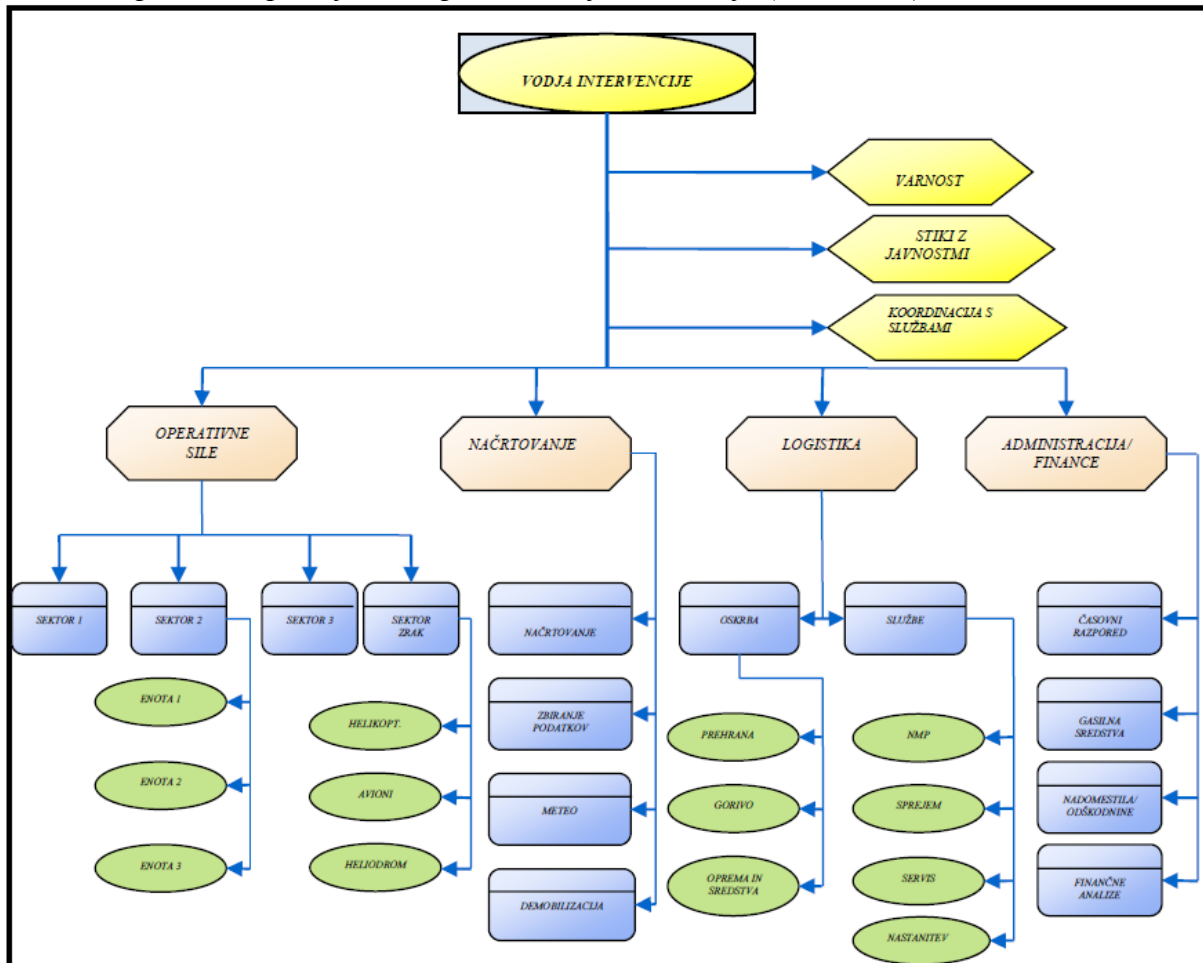 VODJA INTERVENCIJE
VARNOST
STIKI Z
JAVNOSTMI
KOORDINACIJA S
SLUŽBAMI
OPERATIVNE
SILE
NAČRTOVANJE
LOGISTIKA
ADMINISTRACIJA/
FINANCE
SEKTOR 1
SEKTOR 2
SEKTOR 3
SEKTOR
ZRAK
ENOTA 1
ENOTA 2
ENOTA 3
HELIKOPT.
AVIONI
HELIODROM
NAČRTOVANJE
ZBIRANJE
PODATKOV
METEO
DEMOBILIZACIJA
OSKRBA
SLUŽBE
PREHRANA
GORIVO
OPREMA IN
SREDSTVA
NMP
SPREJEM
SERVIS
NASTANITEV
ČASOVNI
RAZPORED
GASILNA
SREDSTVA
NADOMESTILA/
ODŠKODNINE
FINANČNE
ANALIZE